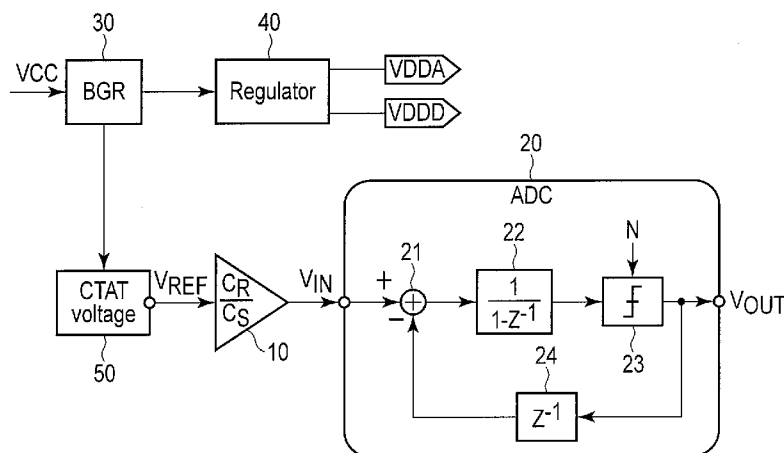 30
40
VCC
BGR
Regulator
VDDA
VDDD
20
ADC
CTAT
voltage
50
VREF
CR
CS
10
VIN
+
21
−
22
1
1-Z-1
N
23
VOUT
24
Z-1